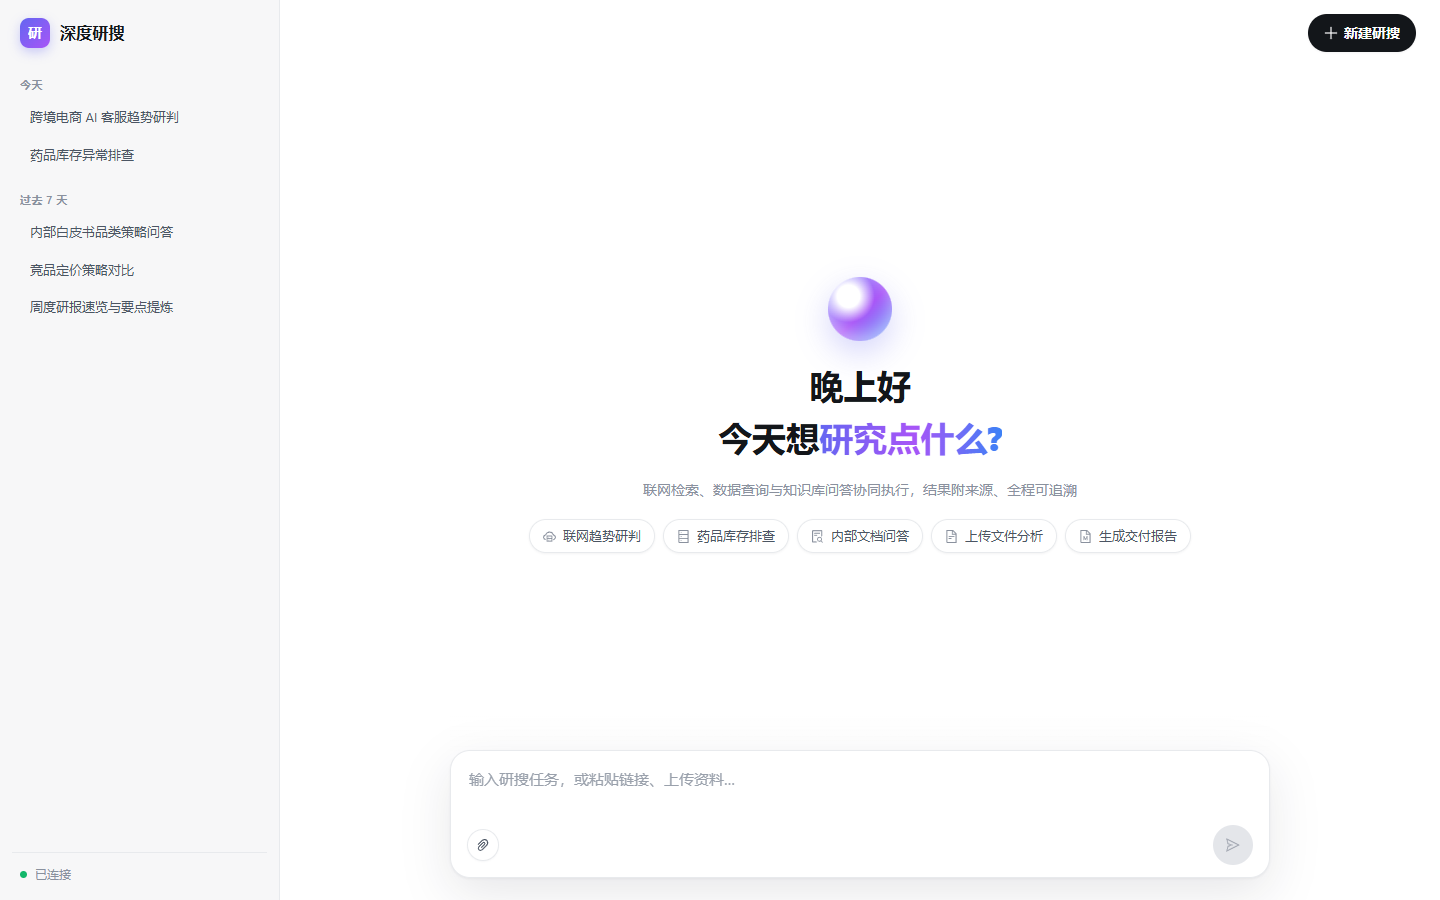 研 深度研搜
新建研搜
今天
跨境电商 AI 客服趋势研判
药品库存异常排查
过去 7 天
内部白皮书品类策略问答
竞品定价策略对比
周度研报速览与要点提炼
已连接
晚上好
今天想研究点什么?
联网检索、数据查询与知识库问答协同执行，结果附来源、全程可追溯
联网趋势研判 药品库存排查 内部文档问答 上传文件分析 生成交付报告
输入研搜任务，或粘贴链接、上传资料...